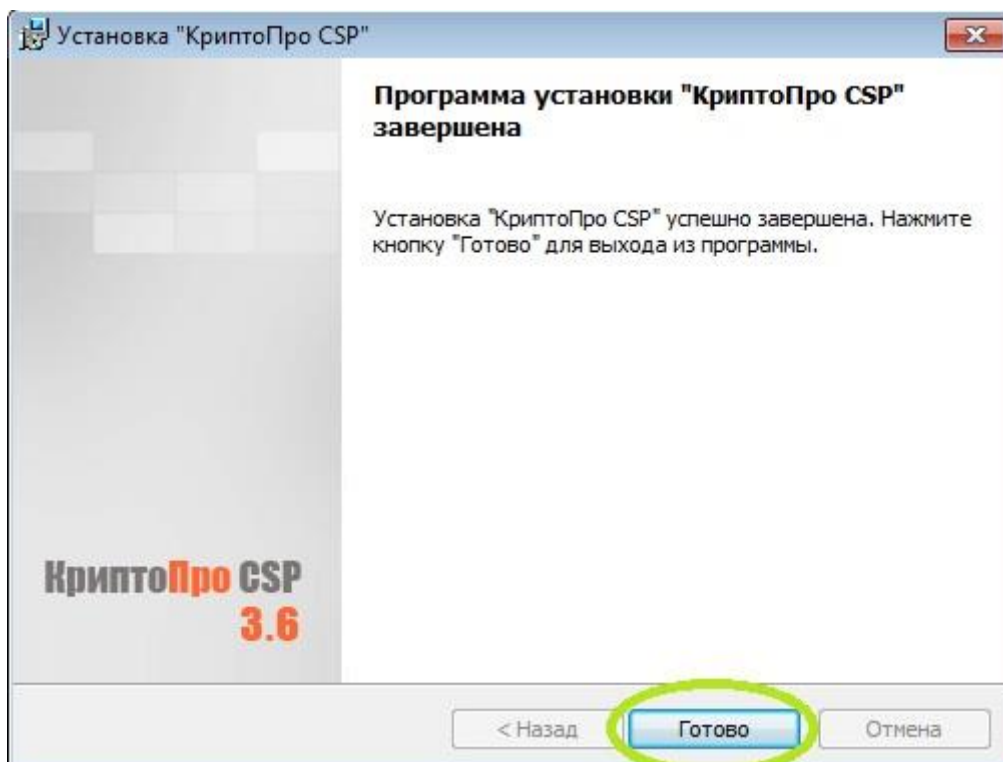 Установка "КриптоПро CSP"
Программа установки "КриптоПро CSP"
завершена
Установка "КриптоПро CSP" успешно завершена. Нажмите
кнопку "Готово" для выхода из программы.
КриптоПро CSP
3.6
< Назад
Готово
Отмена